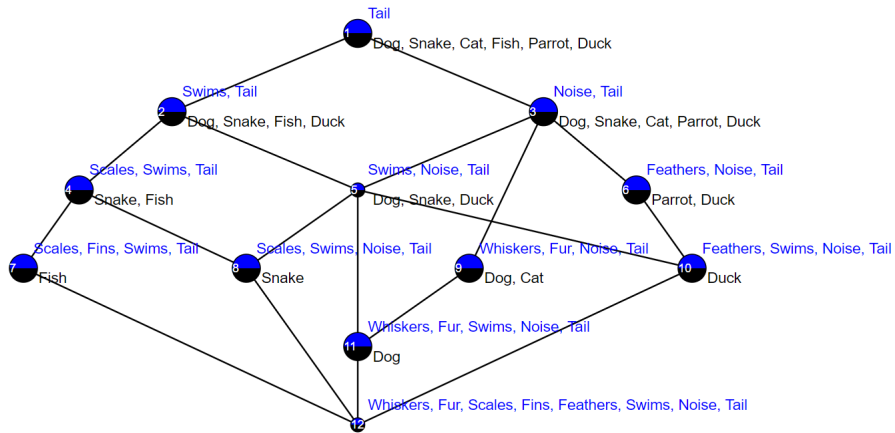 Tail
1
Dog, Snake, Cat, Fish, Parrot, Duck
Swims, Tail
2
Dog, Snake, Fish, Duck
Noise, Tail
3
Dog, Snake, Cat, Parrot, Duck
Scales, Swims, Tail
4
Snake, Fish
Swims, Noise, Tail
5
Dog, Snake, Duck
Feathers, Noise, Tail
6
Parrot, Duck
Scales, Fins, Swims, Tail
7
Fish
Scales, Swims, Noise, Tail
8
Snake
Whiskers, Fur, Noise, Tail
9
Dog, Cat
Feathers, Swims, Noise, Tail
10
Duck
Whiskers, Fur, Swims, Noise, Tail
11
Dog
Whiskers, Fur, Scales, Fins, Feathers, Swims, Noise, Tail
12